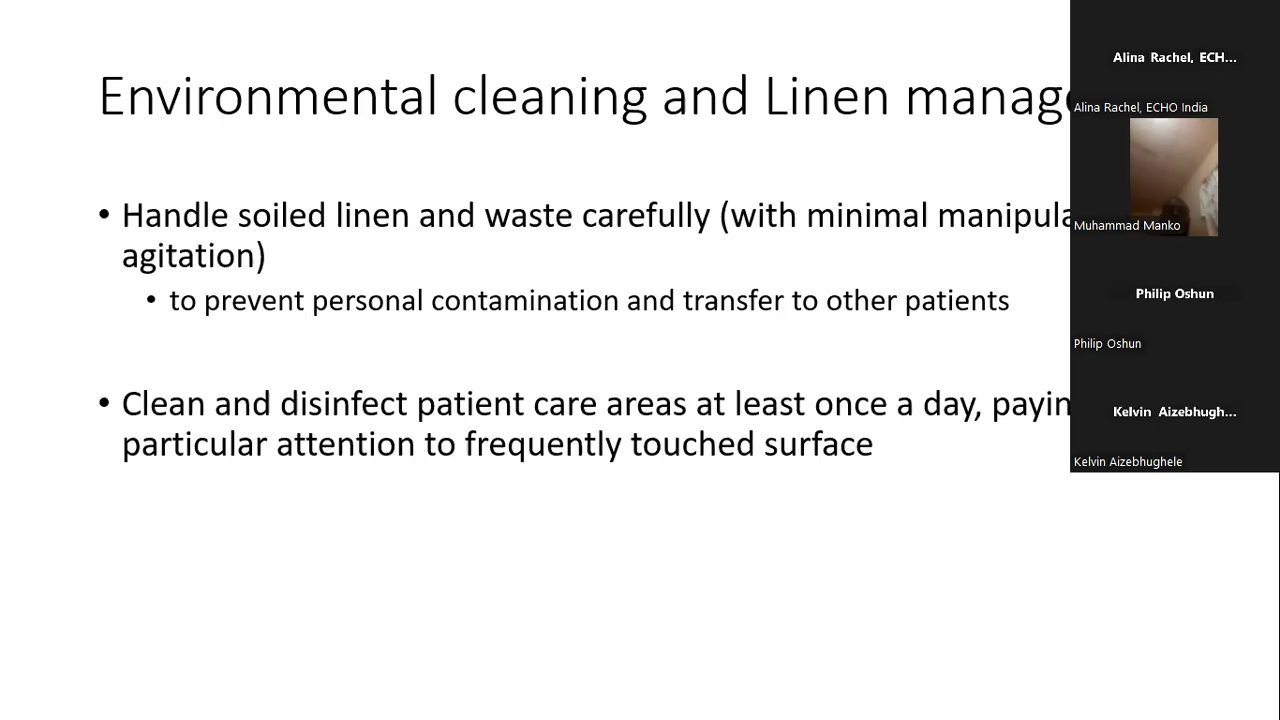 Environmental cleaning and Linen manage
• Handle soiled linen and waste carefully (with minimal manipula
agitation)
• to prevent personal contamination and transfer to other patients
• Clean and disinfect patient care areas at least once a day, payin
particular attention to frequently touched surface
Alina Rachel, ECH...
Alina Rachel, ECHO India
Muhammad Manko
Philip Oshun
Philip Oshun
Kelvin Aizebhugh...
Kelvin Aizebhughele